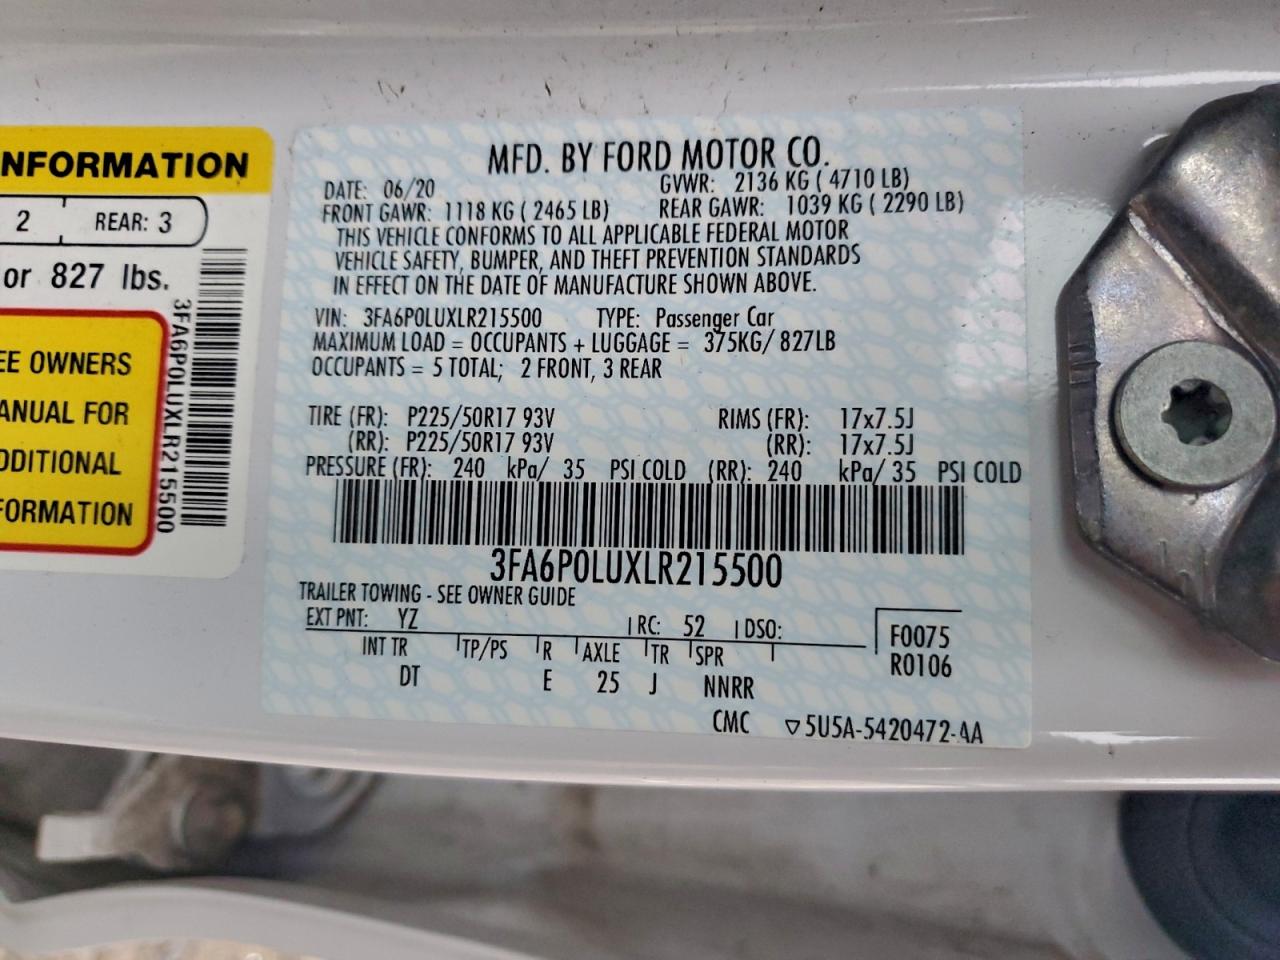 NFORMATION
2 REAR: 3
or 827 lbs.
3FA6P0LUXLR215500
EE OWNERS
ANUAL FOR
DDITIONAL
FORMATION
MFD. BY FORD MOTOR CO.
DATE: 06/20 GVWR: 2136 KG ( 4710 LB)
FRONT GAWR: 1118 KG ( 2465 LB) REAR GAWR: 1039 KG ( 2290 LB)
THIS VEHICLE CONFORMS TO ALL APPLICABLE FEDERAL MOTOR
VEHICLE SAFETY, BUMPER, AND THEFT PREVENTION STANDARDS
IN EFFECT ON THE DATE OF MANUFACTURE SHOWN ABOVE.
VIN: 3FA6P0LUXLR215500 TYPE: Passenger Car
MAXIMUM LOAD = OCCUPANTS + LUGGAGE = 375KG/ 827LB
OCCUPANTS = 5 TOTAL; 2 FRONT, 3 REAR
TIRE (FR): P225/50R17 93V RIMS (FR): 17x7.5J
(RR): P225/50R17 93V (RR): 17x7.5J
PRESSURE (FR): 240 kPa/ 35 PSI COLD (RR): 240 kPa/ 35 PSI COLD
3FA6P0LUXLR215500
TRAILER TOWING - SEE OWNER GUIDE
EXT PNT: YZ RC: 52 DSO:
INT TR TP/PS R AXLE TR SPR
DT E 25 J NNRR
F0075
R0106
CMC ▽5U5A-5420472-AA